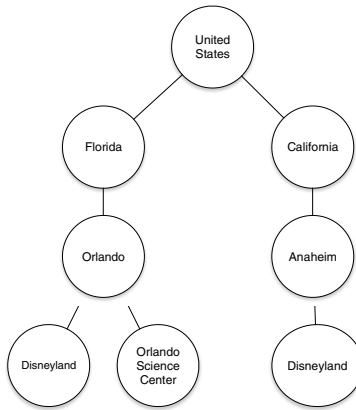 United
States
Florida
California
Orlando
Anaheim
Disneyland
Orlando
Science
Center
Disneyland